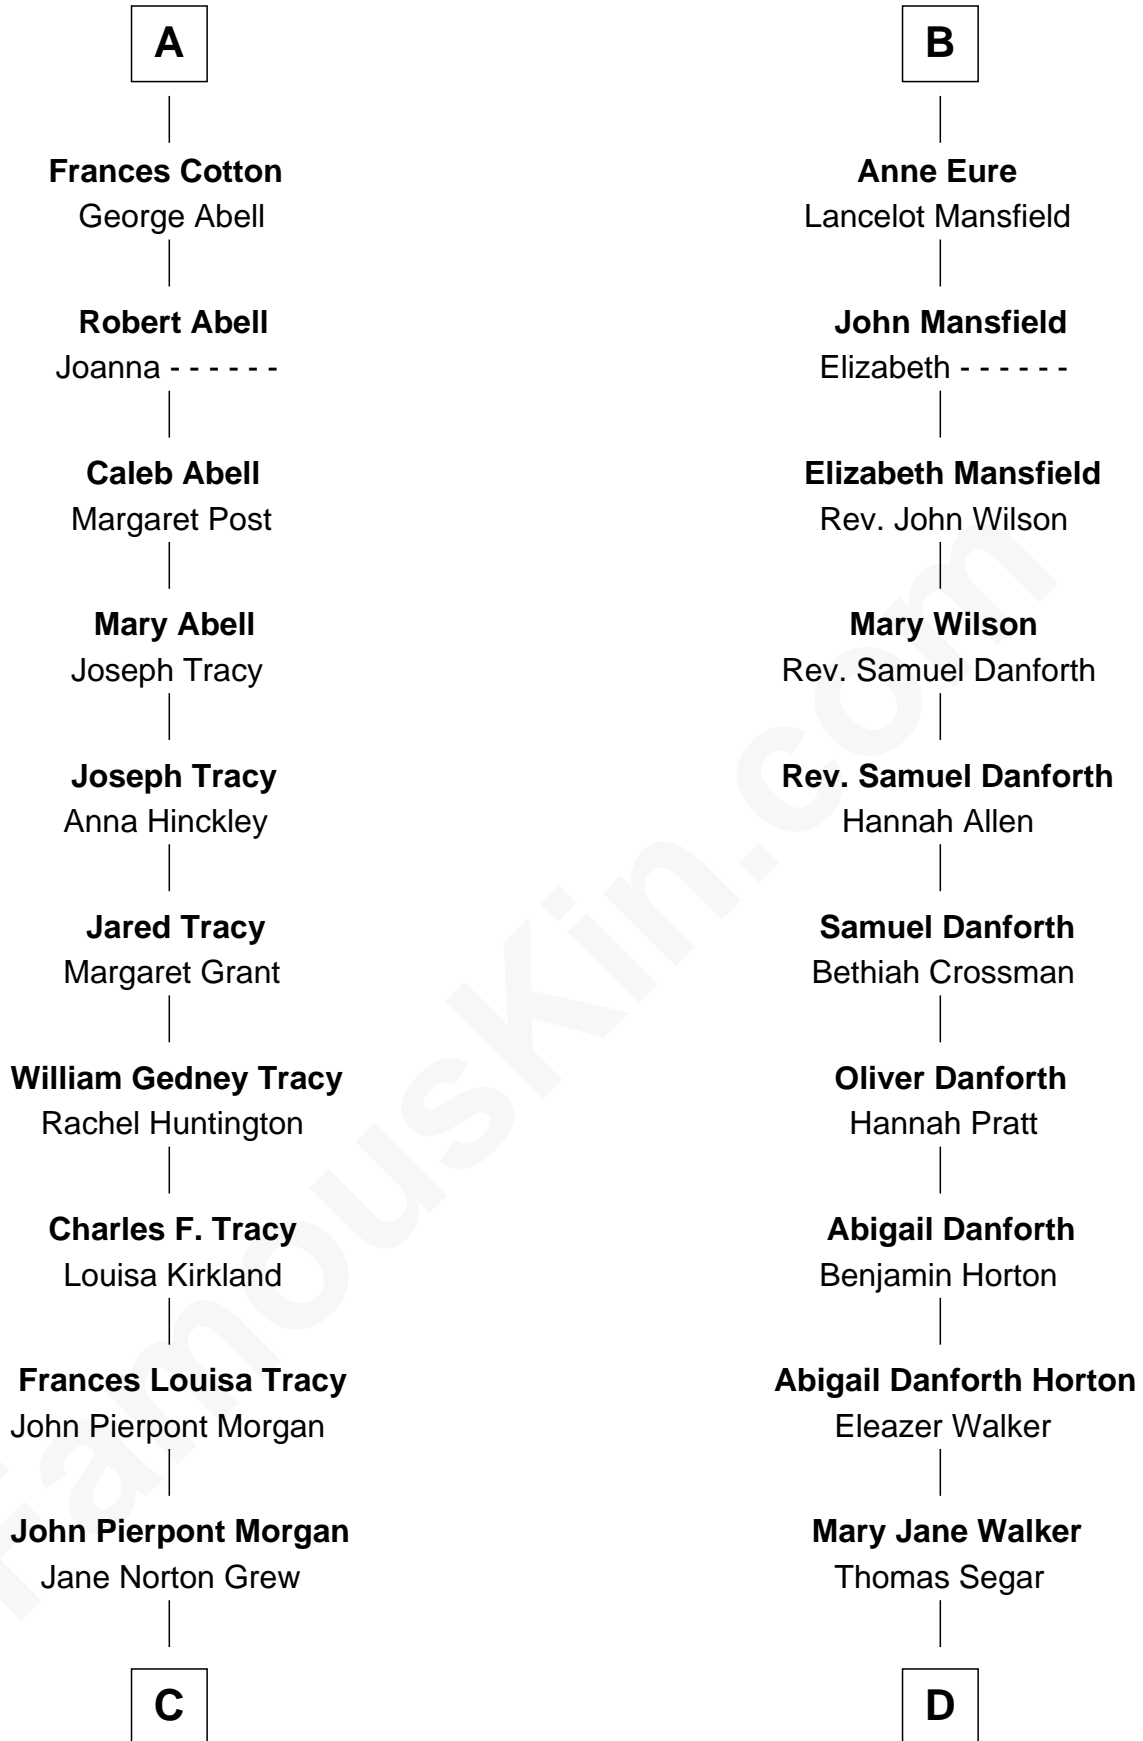 A
Frances Cotton
George Abell
Robert Abell
Joanna - - - - - -
Caleb Abell
Margaret Post
Mary Abell
Joseph Tracy
Joseph Tracy
Anna Hinckley
Jared Tracy
Margaret Grant
William Gedney Tracy
Rachel Huntington
Charles F. Tracy
Louisa Kirkland
Frances Louisa Tracy
John Pierpont Morgan
John Pierpont Morgan
Jane Norton Grew
C
B
Anne Eure
Lancelot Mansfield
John Mansfield
Elizabeth - - - - - -
Elizabeth Mansfield
Rev. John Wilson
Mary Wilson
Rev. Samuel Danforth
Rev. Samuel Danforth
Hannah Allen
Samuel Danforth
Bethiah Crossman
Oliver Danforth
Hannah Pratt
Abigail Danforth
Benjamin Horton
Abigail Danforth Horton
Eleazer Walker
Mary Jane Walker
Thomas Segar
D
FamousKin.com